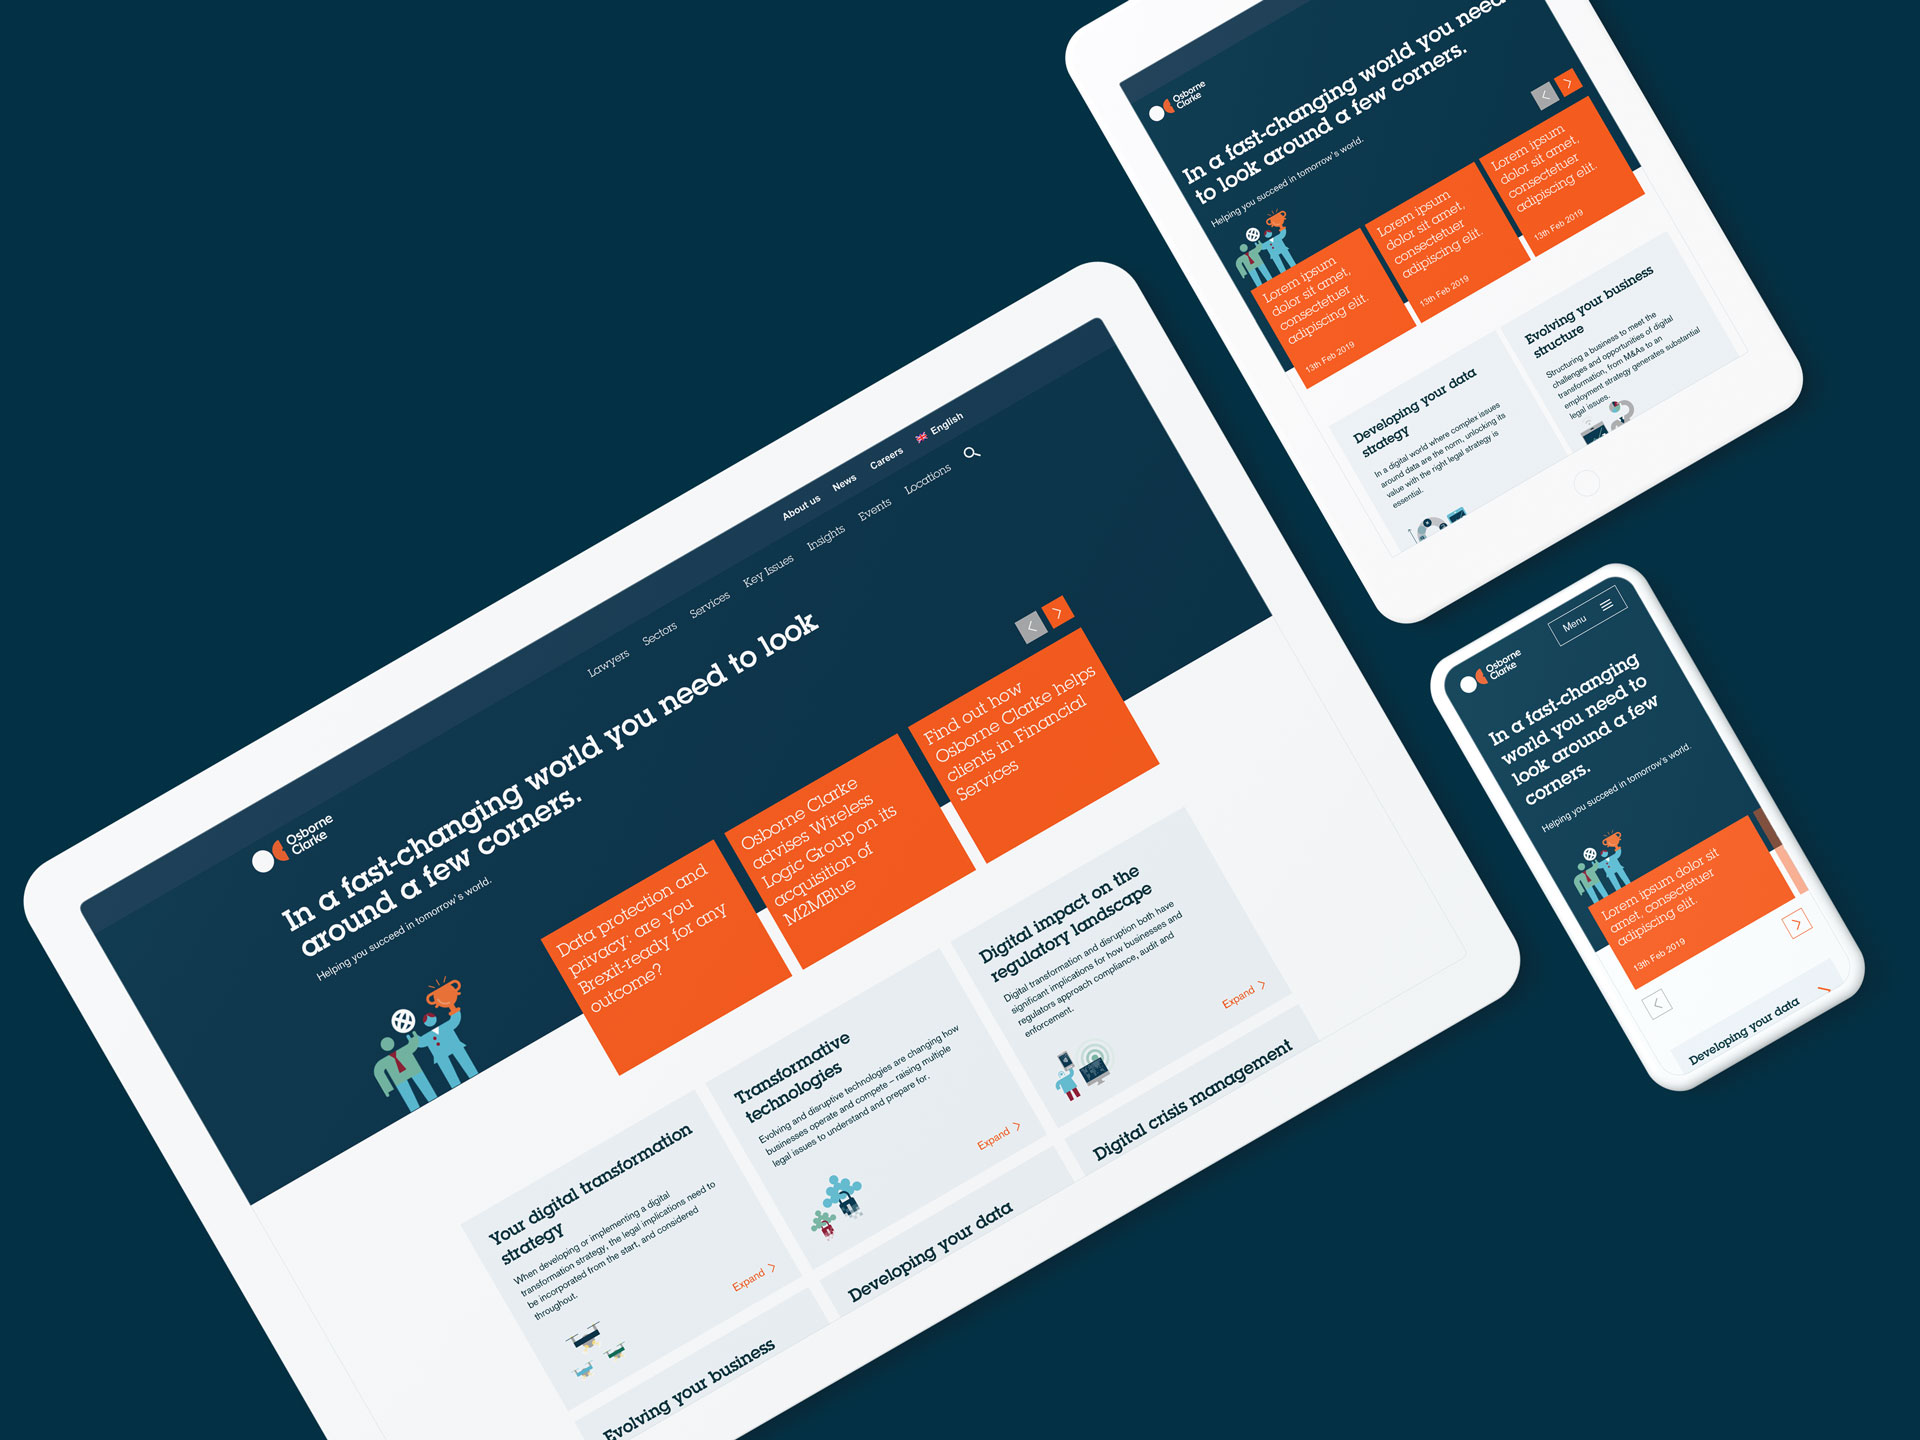 About us
News
Careers
English
Lawyers
Sectors
Services
Key Issues
Insights
Events
Locations
Osborne
Clarke
In a fast-changing world you need to look
around a few corners.
Helping you succeed in tomorrow's world.
Data protection and
privacy: are you
Brexit-ready for any
outcome?
Osborne Clarke
advises Wireless
Logic Group on its
acquisition of
M2MBlue
Find out how
Osborne Clarke helps
clients in Financial
Services
Your digital transformation
strategy
When developing or implementing a digital
transformation strategy, the legal implications need to
be incorporated from the start, and considered
throughout.
Expand
Transformative
technologies
Evolving and disruptive technologies are changing how
businesses operate and compete – raising multiple
legal issues to understand and prepare for.
Expand
Digital impact on the
regulatory landscape
Digital transformation and disruption both have
significant implications for how businesses and
regulators approach compliance, audit and
enforcement.
Expand
Evolving your business
Developing your data
Digital crisis management
Osborne
Clarke
In a fast-changing world you need
to look around a few corners.
Helping you succeed in tomorrow's world.
Lorem ipsum
dolor sit amet,
consectetuer
adipiscing elit.
13th Feb 2019
Lorem ipsum
dolor sit amet,
consectetuer
adipiscing elit.
13th Feb 2019
Lorem ipsum
dolor sit amet,
consectetuer
adipiscing elit.
13th Feb 2019
Developing your data
strategy
In a digital world where complex issues
around data are the norm, unlocking its
value with the right legal strategy is
essential.
Evolving your business
structure
Structuring a business to meet the
challenges and opportunities of digital
transformation, from M&As to an
employment strategy generates substantial
legal issues.
Menu
Osborne
Clarke
In a fast-changing
world you need to
look around a few
corners.
Helping you succeed in tomorrow's world.
Lorem ipsum dolor sit
amet, consectetuer
adipiscing elit.
13th Feb 2019
Developing your data